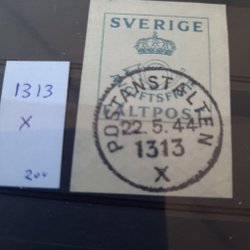 1313
X
200
SVERIGE
FÄLTPOST
POSTANSTALTEN
22.5.44
1313
X